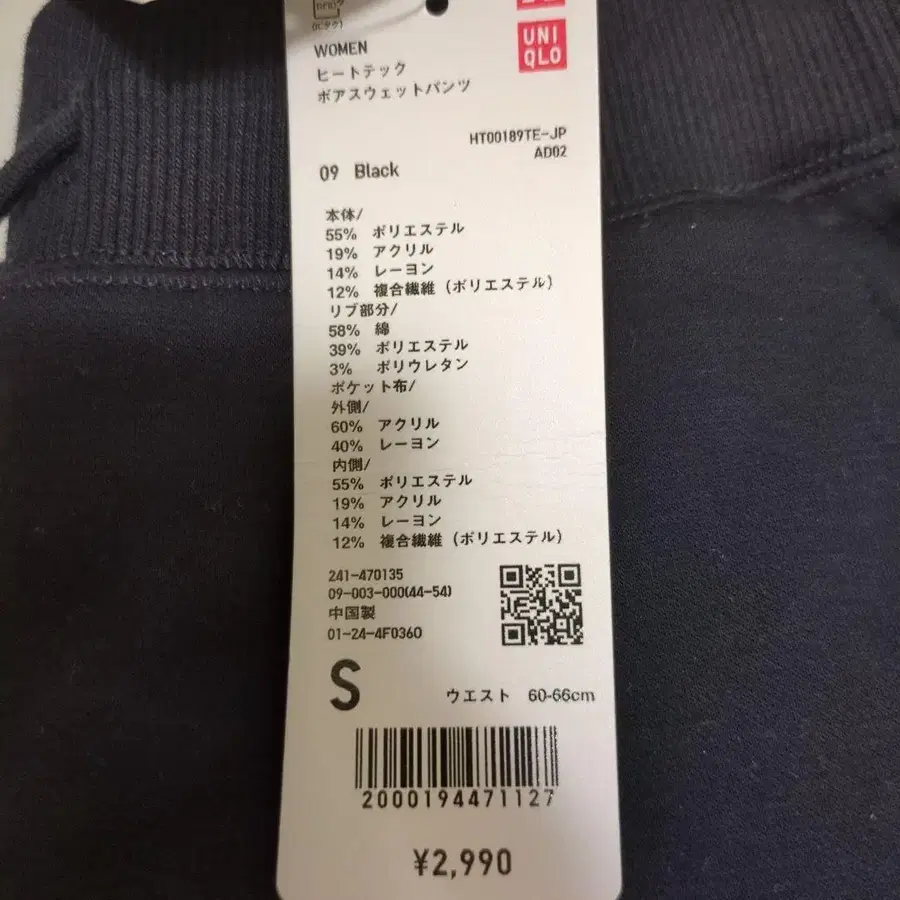 (ICタグ)
UNI
QLO
WOMEN
ヒートテック
ボアスウェットパンツ
HT00189TE-JP
AD02
09 Black
本体/
55% ポリエステル
19% アクリル
14% レーヨン
12% 複合繊維（ポリエステル）
リブ部分/
58% 綿
39% ポリエステル
3% ポリウレタン
ポケット布/
外側/
60% アクリル
40% レーヨン
内側/
55% ポリエステル
19% アクリル
14% レーヨン
12% 複合繊維（ポリエステル）
241-470135
09-003-000(44-54)
中国製
01-24-4F036O
S
ウエスト 60-66cm
2000194471127
¥2,990